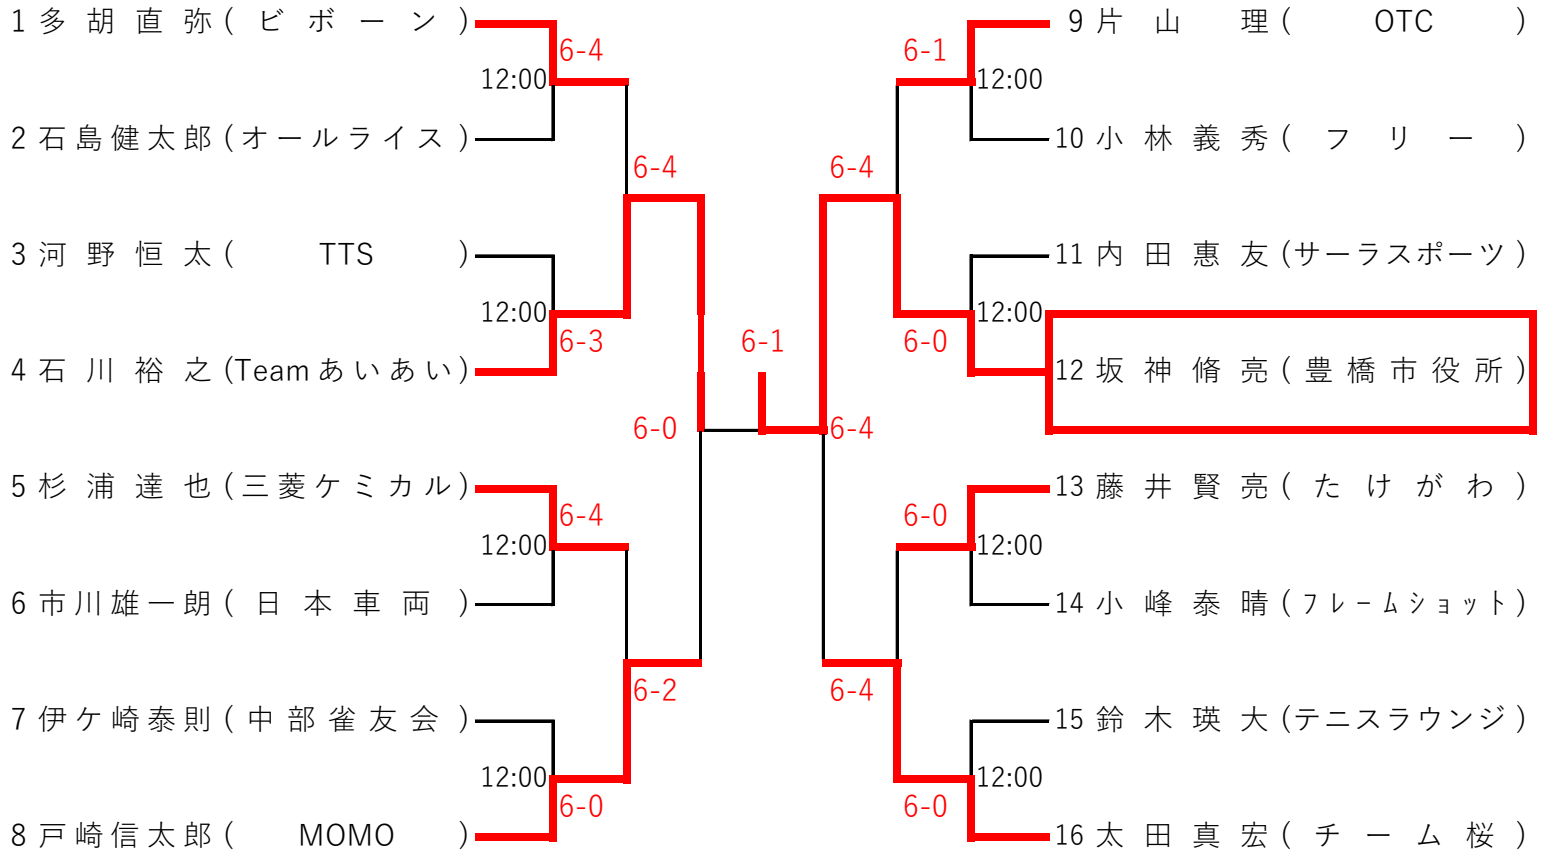 1 多胡直弥(ビボーン)
6-4
12:00
2 石島健太郎(オールライス)
6-4
3 河野恒太(TTS)
12:00
6-3
4 石川裕之(Teamあいあい)
6-0
5 杉浦達也(三菱ケミカル)
6-4
12:00
6 市川雄一朗(日本車両)
6-2
7 伊ケ崎泰則(中部雀友会)
12:00
6-0
8 戸崎信太郎(MOMO)
6-1
9 片山理(OTC)
6-1
12:00
10 小林義秀(フリー)
6-4
11 内田惠友(サーラスポーツ)
12:00
6-0
12 坂神脩亮(豊橋市役所)
6-4
13 藤井賢亮(たけがわ)
6-0
12:00
14 小峰泰晴(フレームショット)
6-4
15 鈴木瑛大(テニスラウンジ)
12:00
6-0
16 太田真宏(チーム桜)